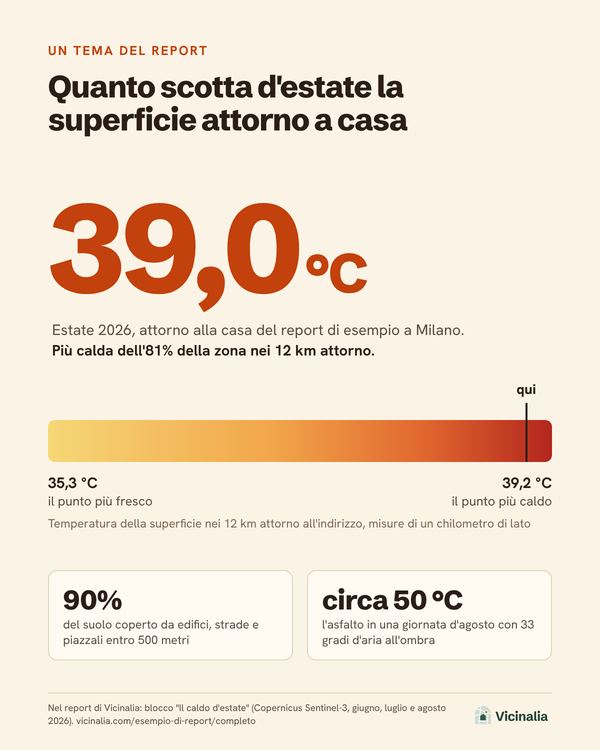 UN TEMA DEL REPORT
Quanto scotta d'estate la
superficie attorno a casa
39,0 °C
Estate 2026, attorno alla casa del report di esempio a Milano.
Più calda dell'81% della zona nei 12 km attorno.
qui
35,3 °C
il punto più fresco
39,2 °C
il punto più caldo
Temperatura della superficie nei 12 km attorno all'indirizzo, misure di un chilometro di lato
90%
del suolo coperto da edifici, strade e
piazzali entro 500 metri
circa 50 °C
l'asfalto in una giornata d'agosto con 33
gradi d'aria all'ombra
Nel report di Vicinalia: blocco "Il caldo d'estate" (Copernicus Sentinel-3, giugno, luglio e agosto
2026). vicinalia.com/esempio-di-report/completo
Vicinalia